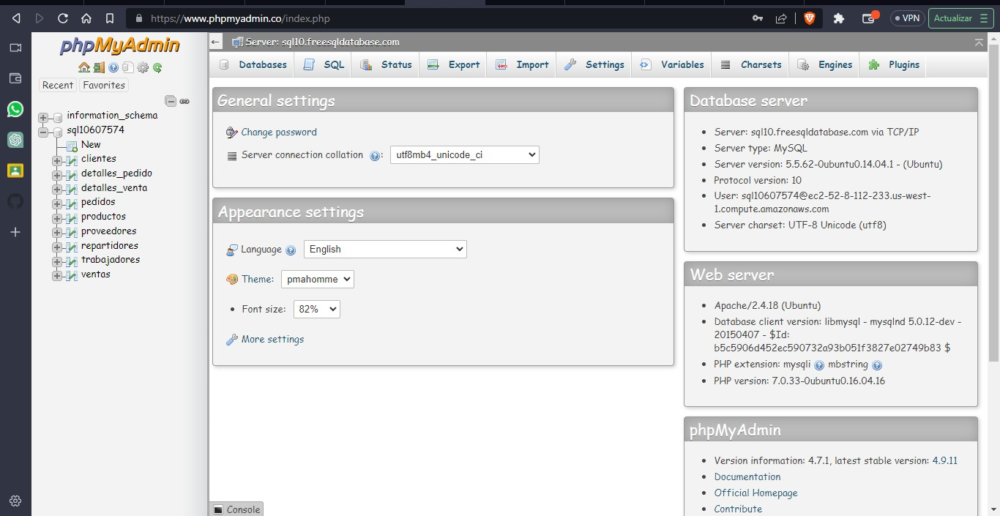 https://www.phpmyadmin.co/index.php
VPN
Actualizar
phpMyAdmin
Recent
Favorites
information_schema
sql10607574
New
clientes
detalles_pedido
detalles_venta
pedidos
productos
proveedores
repartidores
trabajadores
ventas
Server: sql10.freesqldatabase.com
Databases
SQL
Status
Export
Import
Settings
Variables
Charsets
Engines
Plugins
General settings
Change password
Server connection collation : utf8mb4_unicode_ci
Appearance settings
Language English
Theme: pmahomme
Font size: 82%
More settings
Console
Database server
Server: sql10.freesqldatabase.com via TCP/IP
Server type: MySQL
Server version: 5.5.62-0ubuntu0.14.04.1 - (Ubuntu)
Protocol version: 10
User: sql10607574@ec2-52-8-112-233.us-west-
1.compute.amazonaws.com
Server charset: UTF-8 Unicode (utf8)
Web server
Apache/2.4.18 (Ubuntu)
Database client version: libmysql - mysqlnd 5.0.12-dev -
20150407 - $Id:
b5c5906d452ec590732a93b051f3827e02749b83 $
PHP extension: mysqli mbstring
PHP version: 7.0.33-0ubuntu0.16.04.16
phpMyAdmin
Version information: 4.7.1, latest stable version: 4.9.11
Documentation
Official Homepage
Contribute